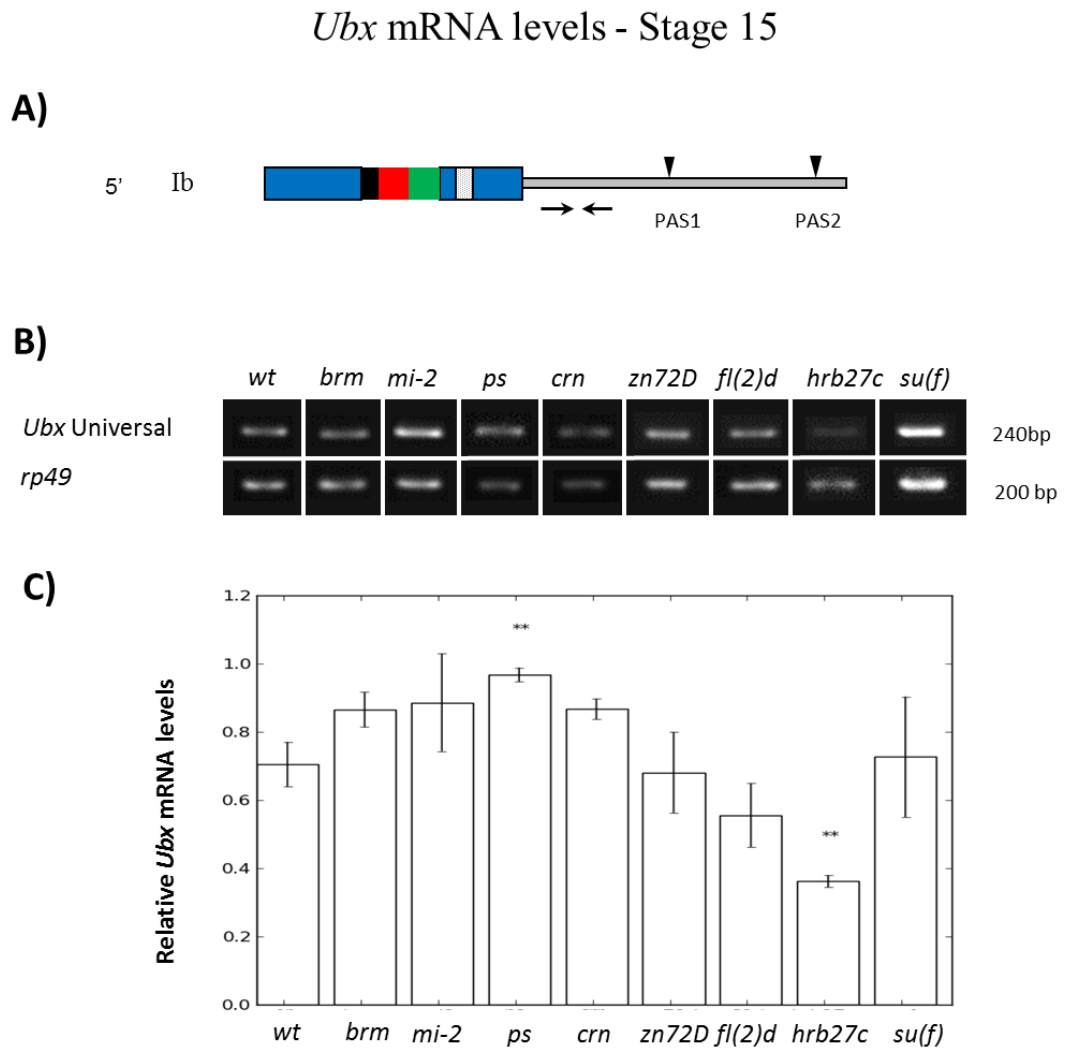 Ubx mRNA levels - Stage 15
A)
5’ Ib
PAS1 PAS2
B)
wt brm mi-2 ps crn zn72D fl(2)d hrb27c su(f)
Ubx Universal 240bp
rp49 200 bp
C)
Relative Ubx mRNA levels
1.2
1.0
0.8
0.6
0.4
0.2
0.0
**
**
wt brm mi-2 ps crn zn72D fl(2)d hrb27c su(f)